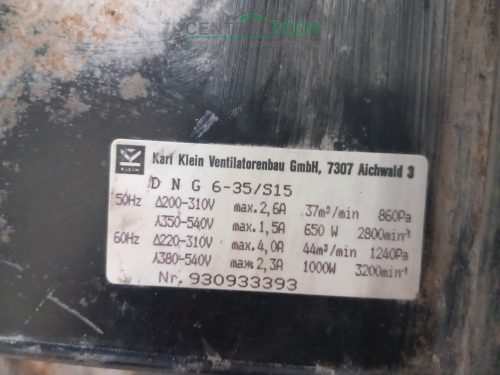 CENTRATECH
KLEIN
Karl Klein Ventilatorenbau GmbH, 7307 Aichwald 3
D N G 6-35/S15
50Hz Δ200-310V max.2,6A 37m³/min 860Pa
⅄350-540V max.1,5A 650 W 2800min⁻¹
60Hz Δ220-310V max.4,0A 44m³/min 1240Pa
⅄380-540V max.2,3A 1000W 3200min⁻¹
Nr. 930933393